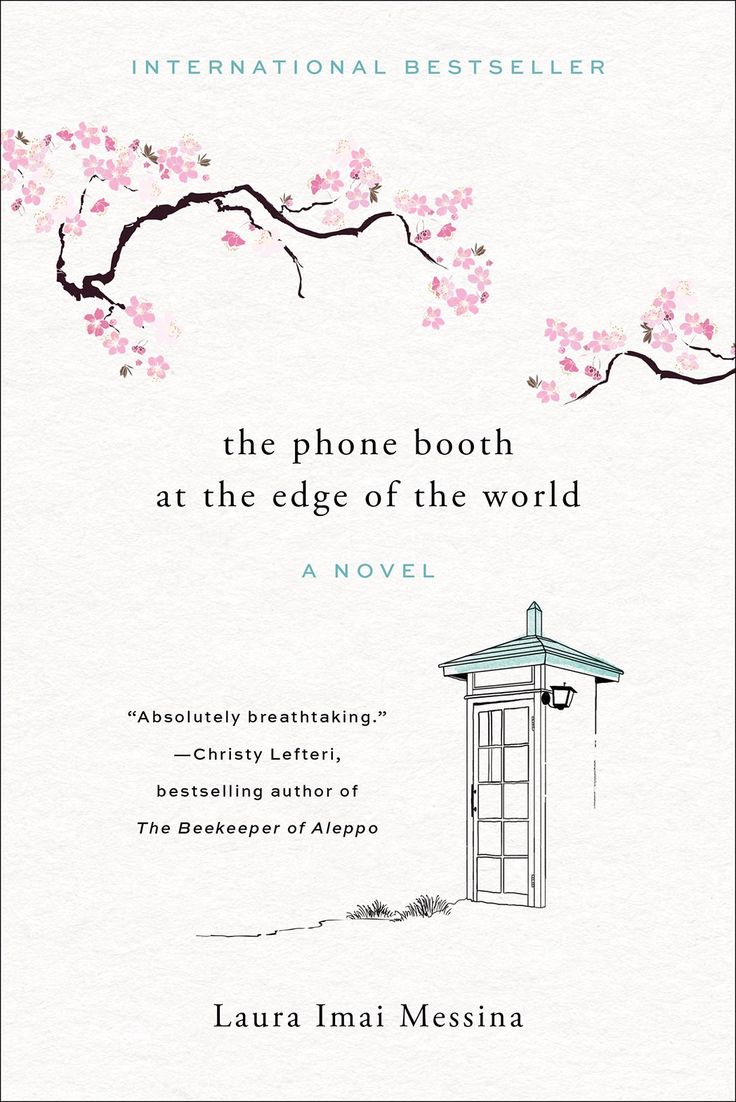 INTERNATIONAL BESTSELLER
the phone booth
at the edge of the world
A NOVEL
“Absolutely breathtaking.”
—Christy Lefteri,
bestselling author of
The Beekeeper of Aleppo
Laura Imai Messina